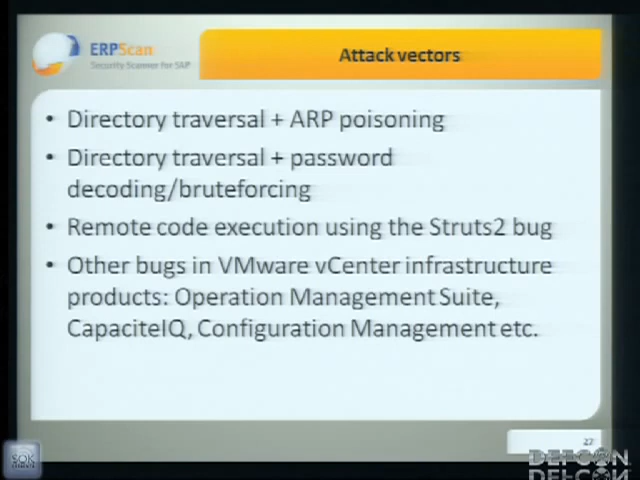 ERPScan
Security Scanner for SAP
Attack vectors
• Directory traversal + ARP poisoning
• Directory traversal + password
decoding/bruteforcing
• Remote code execution using the Struts2 bug
• Other bugs in VMware vCenter infrastructure
products: Operation Management Suite,
CapaciteIQ, Configuration Management etc.
27
SOK
DEFCON
DEFCON